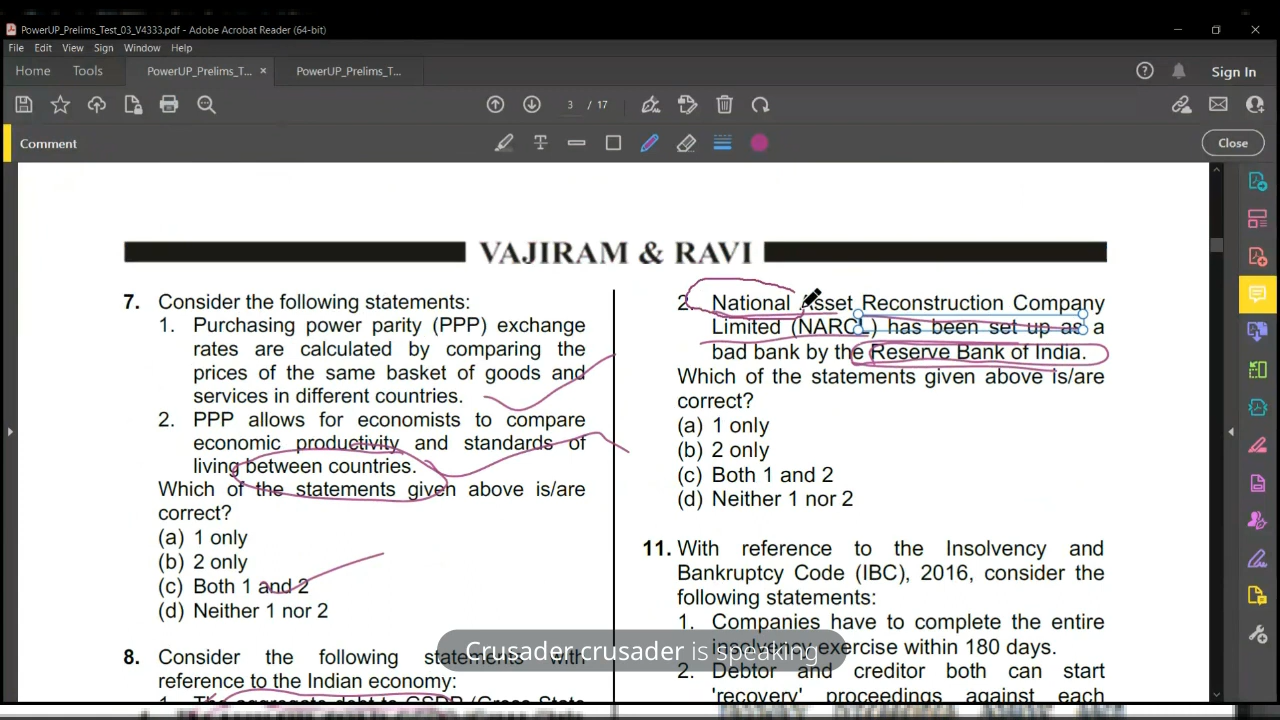 PowerUP_Prelims_Test_03_V4333.pdf - Adobe Acrobat Reader (64-bit)
File Edit View Sign Window Help
Home Tools PowerUP_Prelims_T... × PowerUP_Prelims_T... Sign In
3 / 17
Comment Close
VAJIRAM & RAVI
7. Consider the following statements:
1. Purchasing power parity (PPP) exchange
rates are calculated by comparing the
prices of the same basket of goods and
services in different countries.
2. PPP allows for economists to compare
economic productivity and standards of
living between countries.
Which of the statements given above is/are
correct?
(a) 1 only
(b) 2 only
(c) Both 1 and 2
(d) Neither 1 nor 2
8. Consider the following statements with
reference to the Indian economy:
1. The aggregate debt to GSDP (Gross State
2. National Asset Reconstruction Company
Limited (NARCL) has been set up as a
bad bank by the Reserve Bank of India.
Which of the statements given above is/are
correct?
(a) 1 only
(b) 2 only
(c) Both 1 and 2
(d) Neither 1 nor 2
11. With reference to the Insolvency and
Bankruptcy Code (IBC), 2016, consider the
following statements:
1. Companies have to complete the entire
insolvency exercise within 180 days.
2. Debtor and creditor both can start
'recovery' proceedings against each
Crusader crusader is speaking